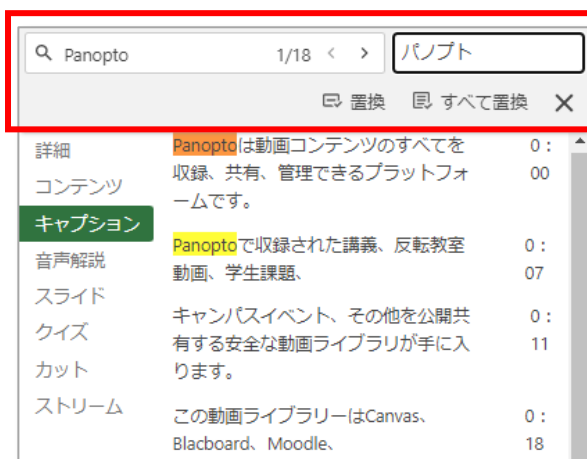 Panopto 1/18 < > パノプト
置換 すべて置換 ×
詳細
コンテンツ
キャプション
音声解説
スライド
クイズ
カット
ストリーム
Panoptoは動画コンテンツのすべてを 0:
収録、共有、管理できるプラットフォ 00
ームです。
Panoptoで収録された講義、反転教室 0:
動画、学生課題、 07
キャンパスイベント、その他を公開共 0:
有する安全な動画ライブラリが手に入 11
ります。
この動画ライブラリーはCanvas、 0:
Blacboard、Moodle、 18